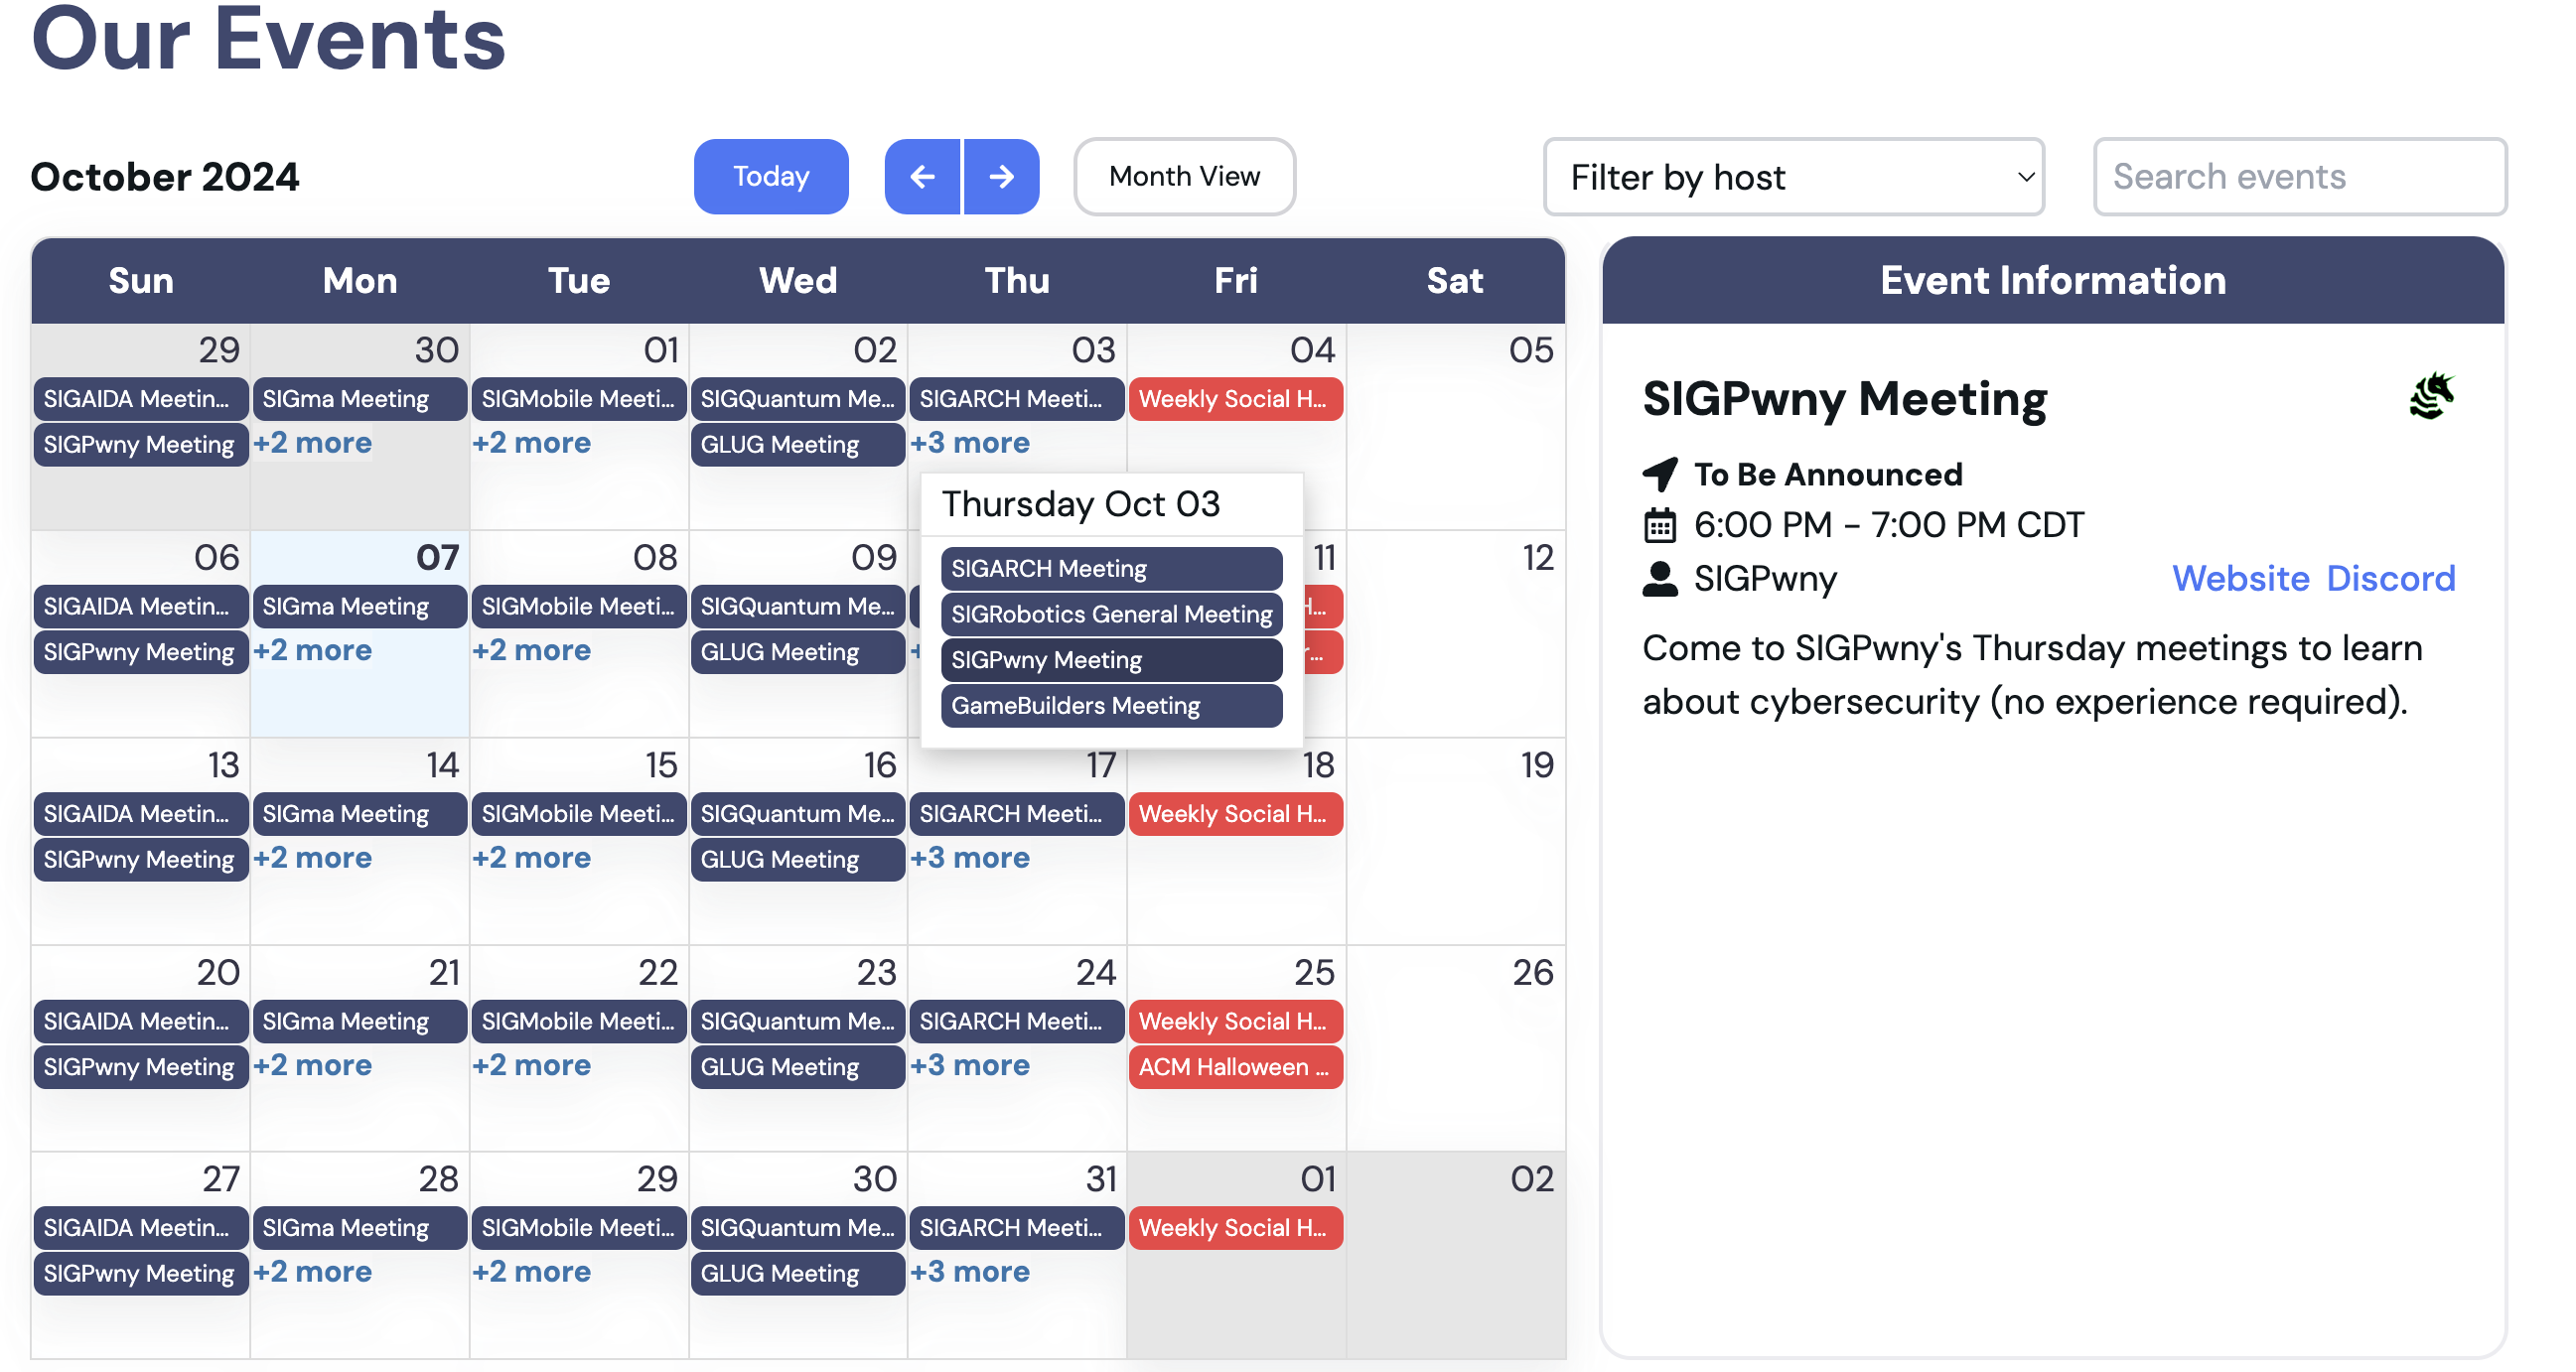 Our Events
October 2024
Today
Month View
Filter by host
Search events
Sun Mon Tue Wed Thu Fri Sat
29 30 01 02 03 04 05
SIGAIDA Meetin... SIGma Meeting SIGMobile Meeti... SIGQuantum Me... SIGARCH Meeti... Weekly Social H...
SIGPwny Meeting +2 more +2 more GLUG Meeting +3 more
Thursday Oct 03
SIGARCH Meeting
SIGRobotics General Meeting
SIGPwny Meeting
GameBuilders Meeting
06 07 08 09 11 12
SIGAIDA Meetin... SIGma Meeting SIGMobile Meeti... SIGQuantum Me...
SIGPwny Meeting +2 more +2 more GLUG Meeting
13 14 15 16 17 18 19
SIGAIDA Meetin... SIGma Meeting SIGMobile Meeti... SIGQuantum Me... SIGARCH Meeti... Weekly Social H...
SIGPwny Meeting +2 more +2 more GLUG Meeting +3 more
20 21 22 23 24 25 26
SIGAIDA Meetin... SIGma Meeting SIGMobile Meeti... SIGQuantum Me... SIGARCH Meeti... Weekly Social H...
SIGPwny Meeting +2 more +2 more GLUG Meeting +3 more ACM Halloween ...
27 28 29 30 31 01 02
SIGAIDA Meetin... SIGma Meeting SIGMobile Meeti... SIGQuantum Me... SIGARCH Meeti... Weekly Social H...
SIGPwny Meeting +2 more +2 more GLUG Meeting +3 more
Event Information
SIGPwny Meeting
To Be Announced
6:00 PM - 7:00 PM CDT
SIGPwny Website Discord
Come to SIGPwny's Thursday meetings to learn
about cybersecurity (no experience required).